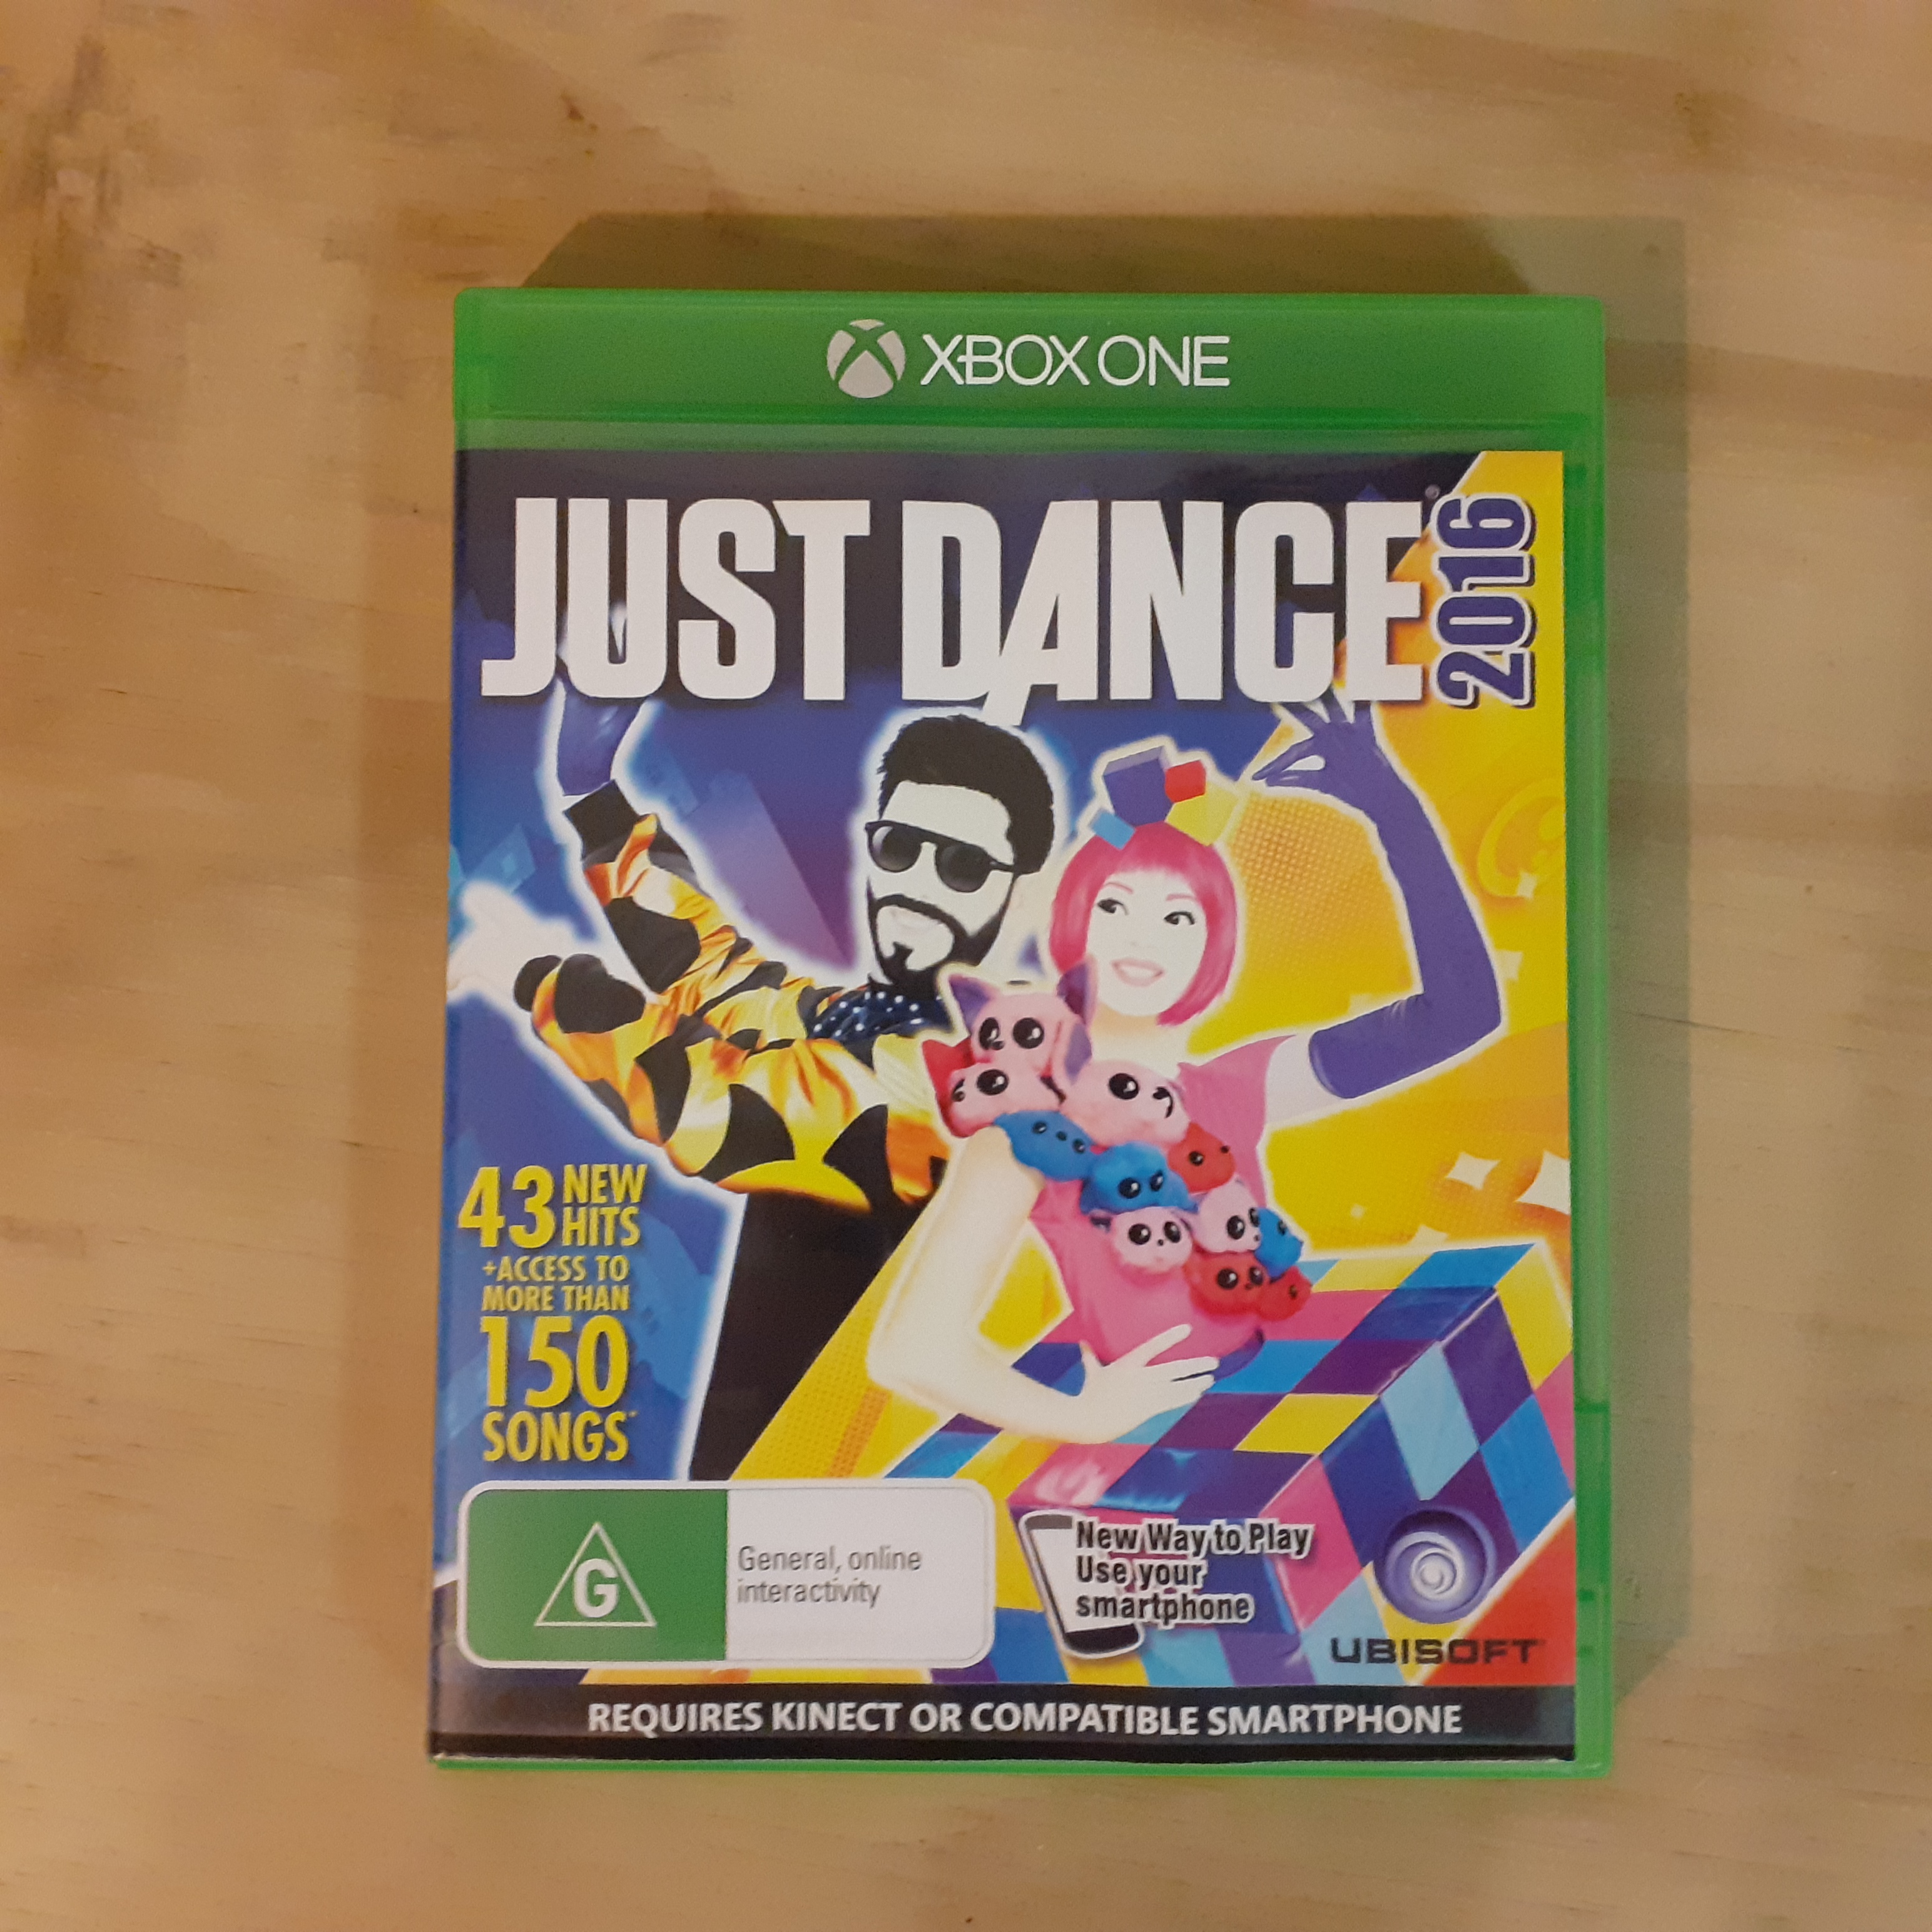 XBOX ONE
JUST DANCE®
2016
43 NEW HITS
+ACCESS TO
MORE THAN
150
SONGS*
G
General, online
interactivity
New Way to Play
Use your
smartphone
UBISOFT
REQUIRES KINECT OR COMPATIBLE SMARTPHONE